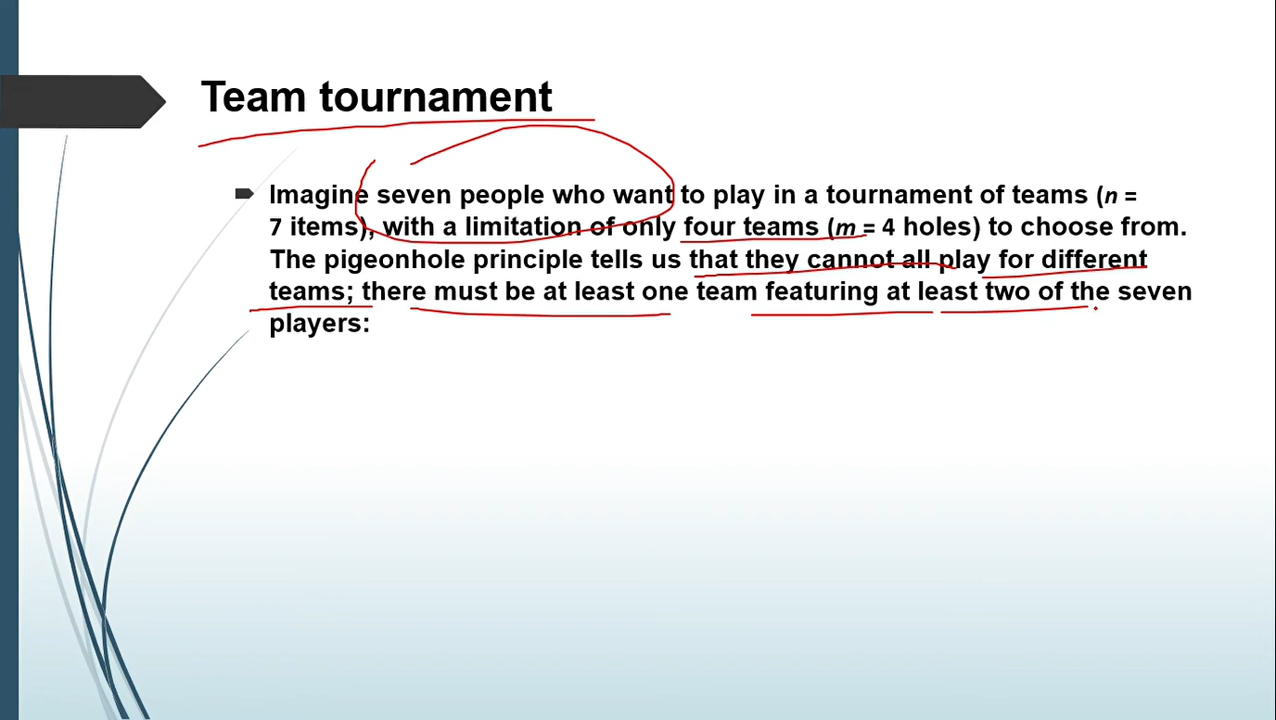 Team tournament
Imagine seven people who want to play in a tournament of teams (n =
7 items), with a limitation of only four teams (m = 4 holes) to choose from.
The pigeonhole principle tells us that they cannot all play for different
teams; there must be at least one team featuring at least two of the seven
players: